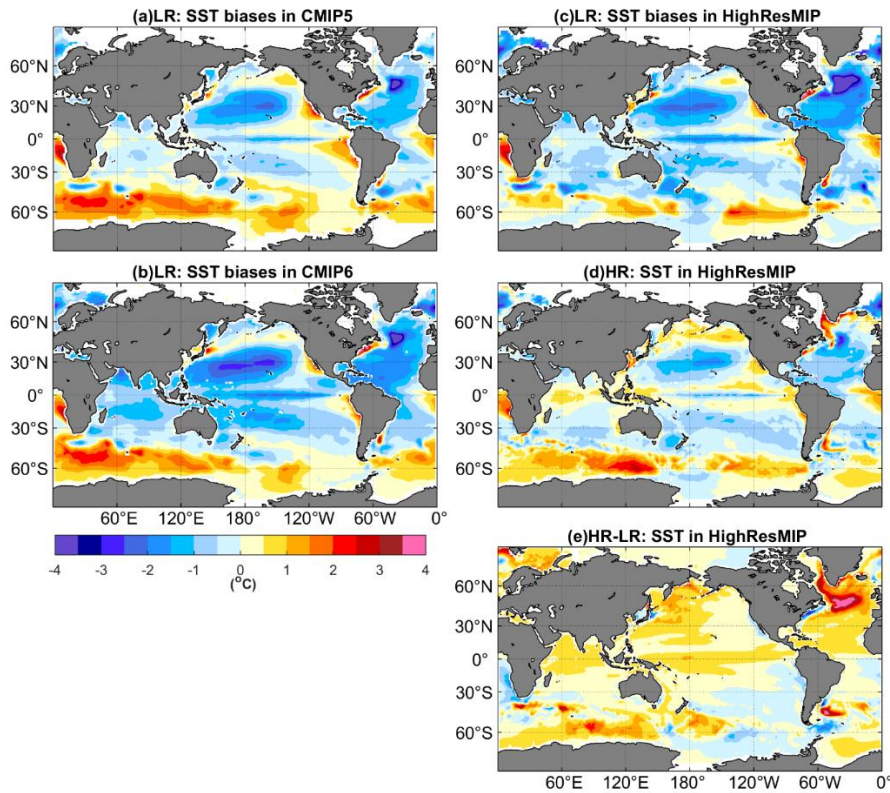 (a)LR: SST biases in CMIP5
60°N
30°N
0°
30°S
60°S
(c)LR: SST biases in HighResMIP
60°N
30°N
0°
30°S
60°S
(b)LR: SST biases in CMIP6
60°N
30°N
0°
30°S
60°S
60°E 120°E 180° 120°W 60°W 0°
-4 -3 -2 -1 0 1 2 3 4
(°C)
(d)HR: SST in HighResMIP
60°N
30°N
0°
30°S
60°S
(e)HR-LR: SST in HighResMIP
60°N
30°N
0°
30°S
60°S
60°E 120°E 180° 120°W 60°W 0°